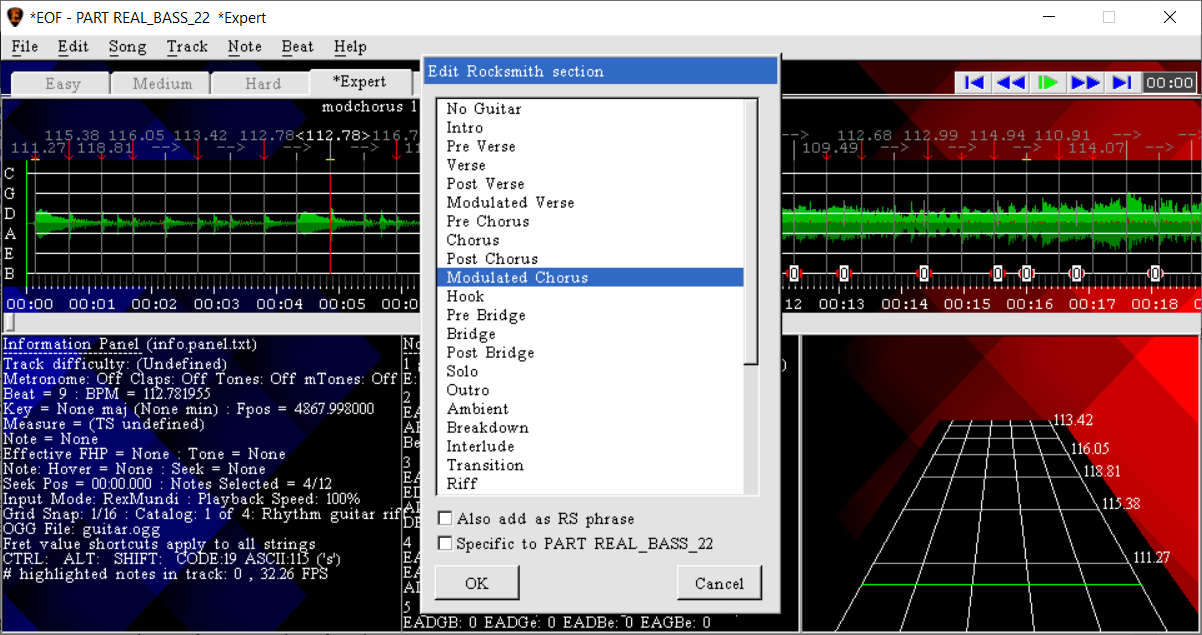 *EOF - PART REAL_BASS_22 *Expert
File Edit Song Track Note Beat Help
Easy Medium Hard *Expert
00:00
modchorus 1
115.38 116.05 113.42 112.78<112.78>116.7
111.27 118.81 --> --> -->
--> 112.68 112.99 114.94 110.91 -->
109.49 --> --> --> 114.07 -->
C
G
D
A
E
B
0 0 0 0 0 0 0
00:00 00:01 00:02 00:03 00:04 00:05 00:0
12 00:13 00:14 00:15 00:16 00:17 00:18
Edit Rocksmith section
No Guitar
Intro
Pre Verse
Verse
Post Verse
Modulated Verse
Pre Chorus
Chorus
Post Chorus
Modulated Chorus
Hook
Pre Bridge
Bridge
Post Bridge
Solo
Outro
Ambient
Breakdown
Interlude
Transition
Riff
Also add as RS phrase
Specific to PART REAL_BASS_22
OK Cancel
Information Panel (info.panel.txt)
Track difficulty: (Undefined)
Metronome: Off Claps: Off Tones: Off mTones: Off
Beat = 9 : BPM = 112.781955
Key = None maj (None min) : Fpos = 4867.998000
Measure = (TS undefined)
Note = None
Effective FHP = None : Tone = None
Note: Hover = None : Seek = None
Seek Pos = 00:00.000 : Notes Selected = 4/12
Input Mode: RexMundi : Playback Speed: 100%
Grid Snap: 1/16 : Catalog: 1 of 4: Rhythm guitar rif
OGG File: guitar.ogg
Fret value shortcuts apply to all strings
CTRL: ALT: SHIFT: CODE:19 ASCII:115 ('s')
# highlighted notes in track: 0 , 32.26 FPS
No
1
E:
2
EA
Be
3
4
5
EADGB: 0 EADGe: 0 EADBe: 0 EAGBe: 0
113.42
116.05
118.81
115.38
111.27